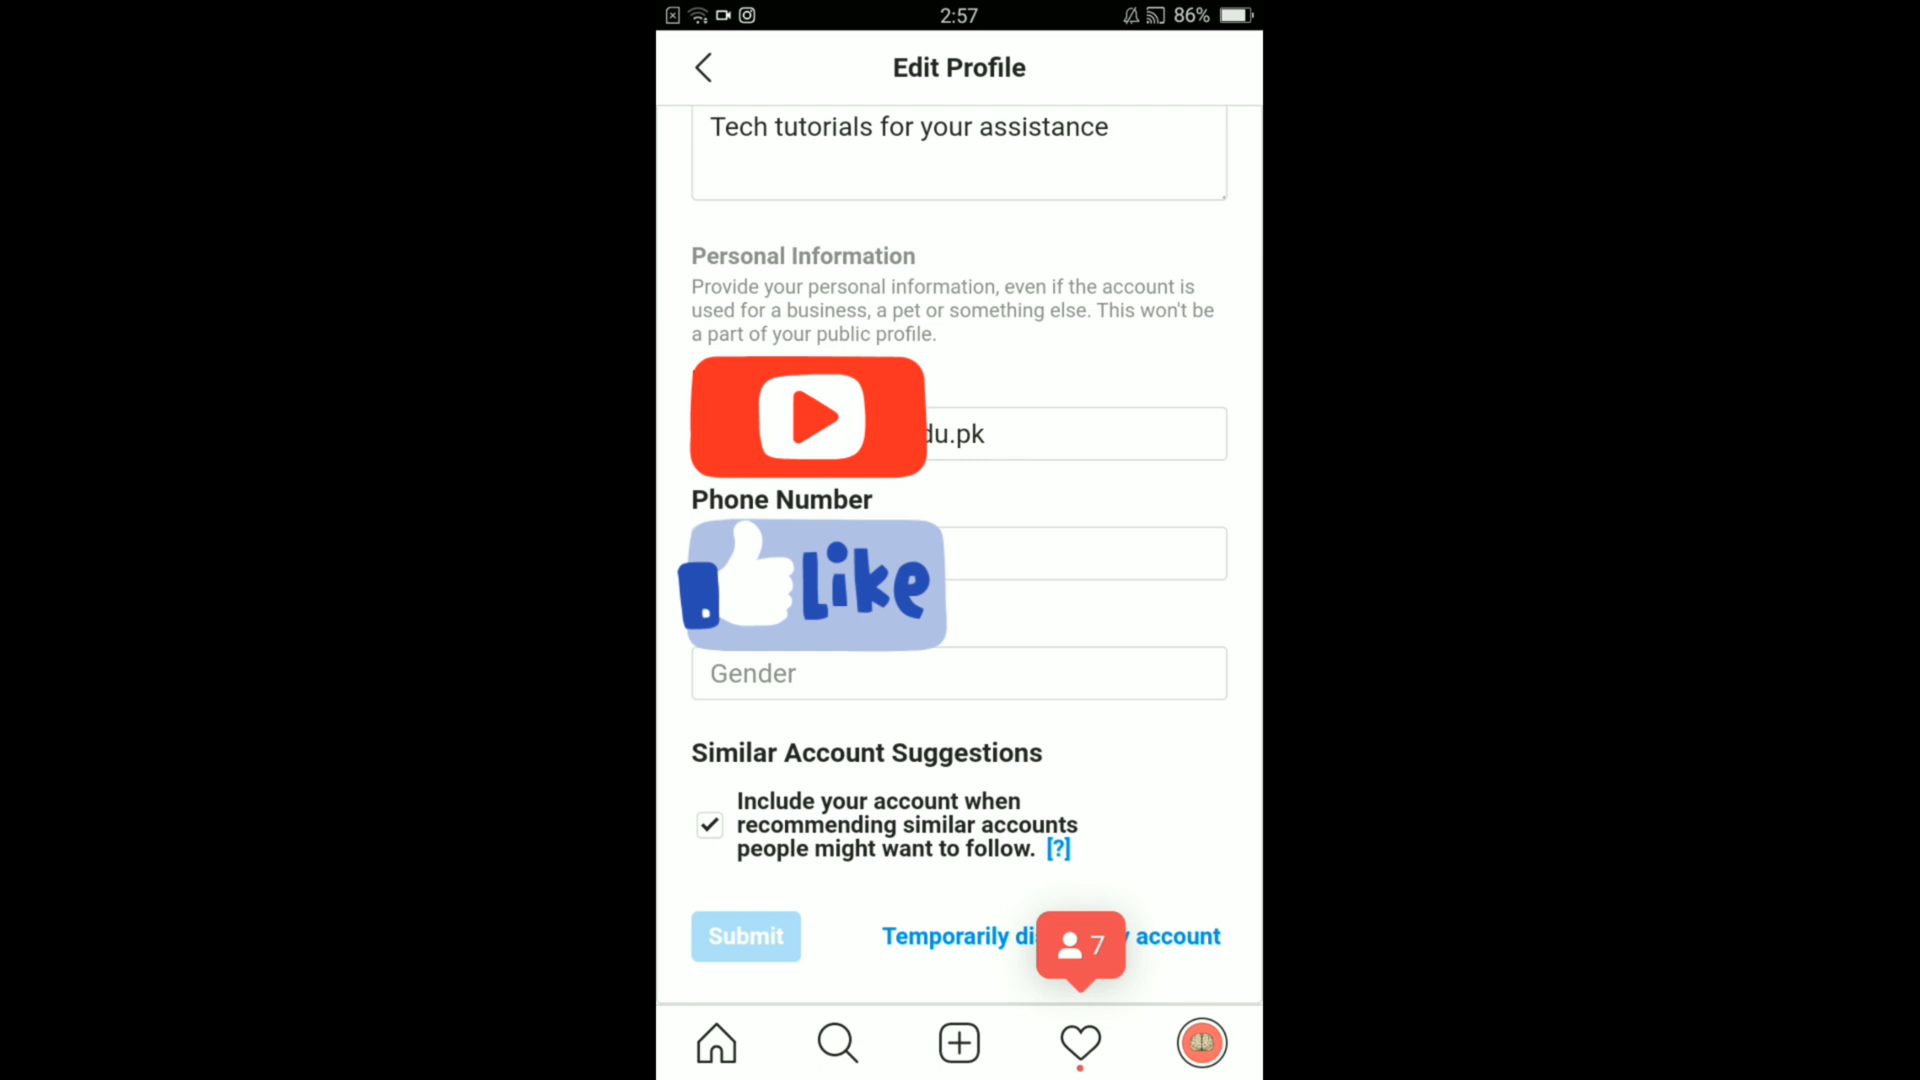 2:57
86%
Edit Profile
Tech tutorials for your assistance
Personal Information
Provide your personal information, even if the account is
used for a business, a pet or something else. This won't be
a part of your public profile.
du.pk
Phone Number
Like
Gender
Similar Account Suggestions
Include your account when
recommending similar accounts
people might want to follow. [?]
Submit
Temporarily account
7